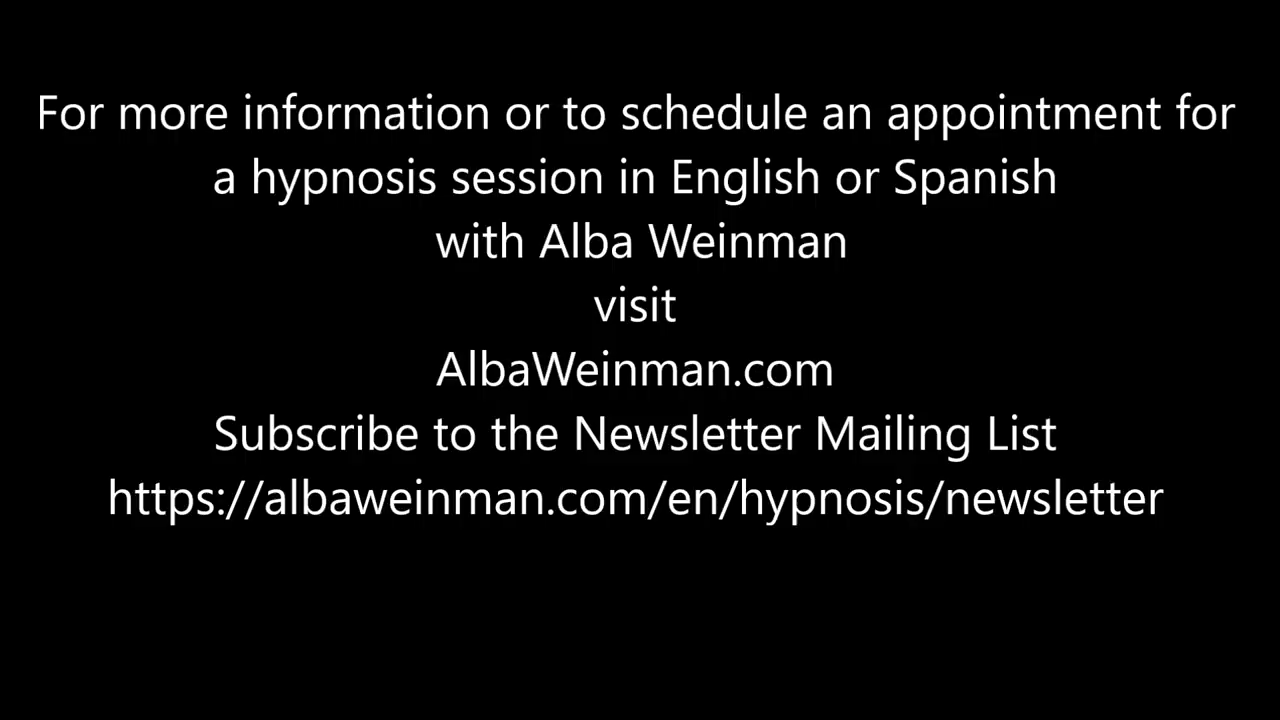 For more information or to schedule an appointment for
a hypnosis session in English or Spanish
with Alba Weinman
visit
AlbaWeinman.com
Subscribe to the Newsletter Mailing List
https://albaweinman.com/en/hypnosis/newsletter